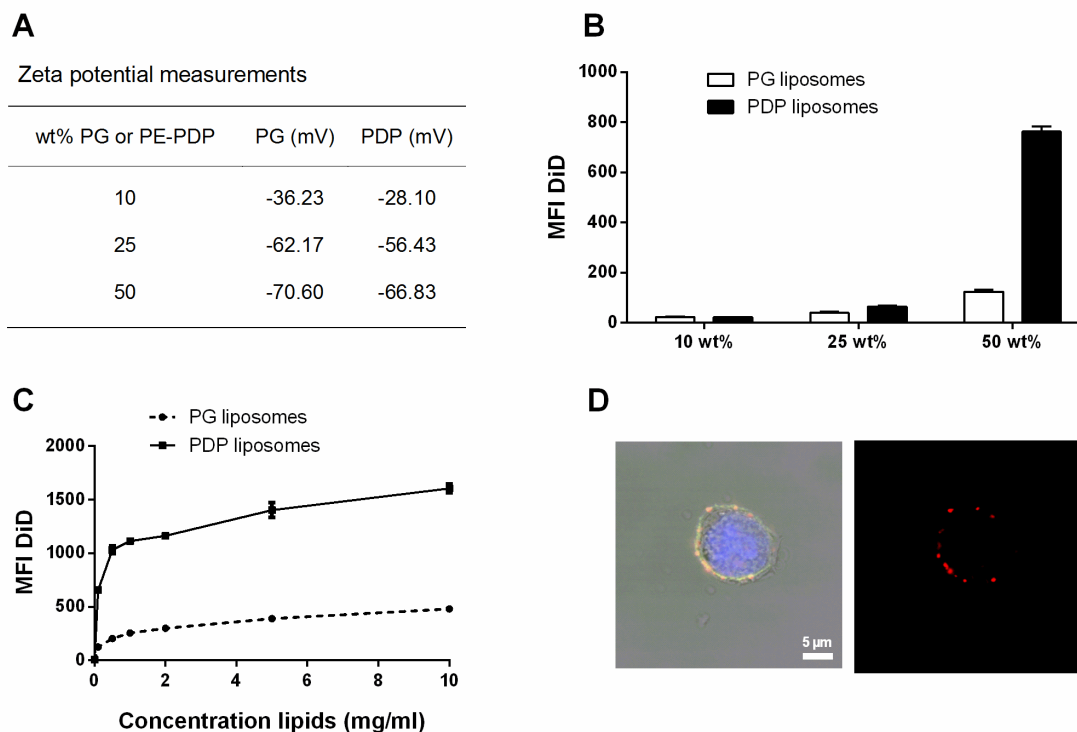 A
Zeta potential measurements
wt% PG or PE-PDP PG (mV) PDP (mV)
10 -36.23 -28.10
25 -62.17 -56.43
50 -70.60 -66.83
B
1000
800
600
400
200
0
MFI DiD
PG liposomes
PDP liposomes
10 wt% 25 wt% 50 wt%
C
PG liposomes
PDP liposomes
2000
1500
1000
500
0
MFI DiD
0 2 4 6 8 10
Concentration lipids (mg/ml)
D
5 µm